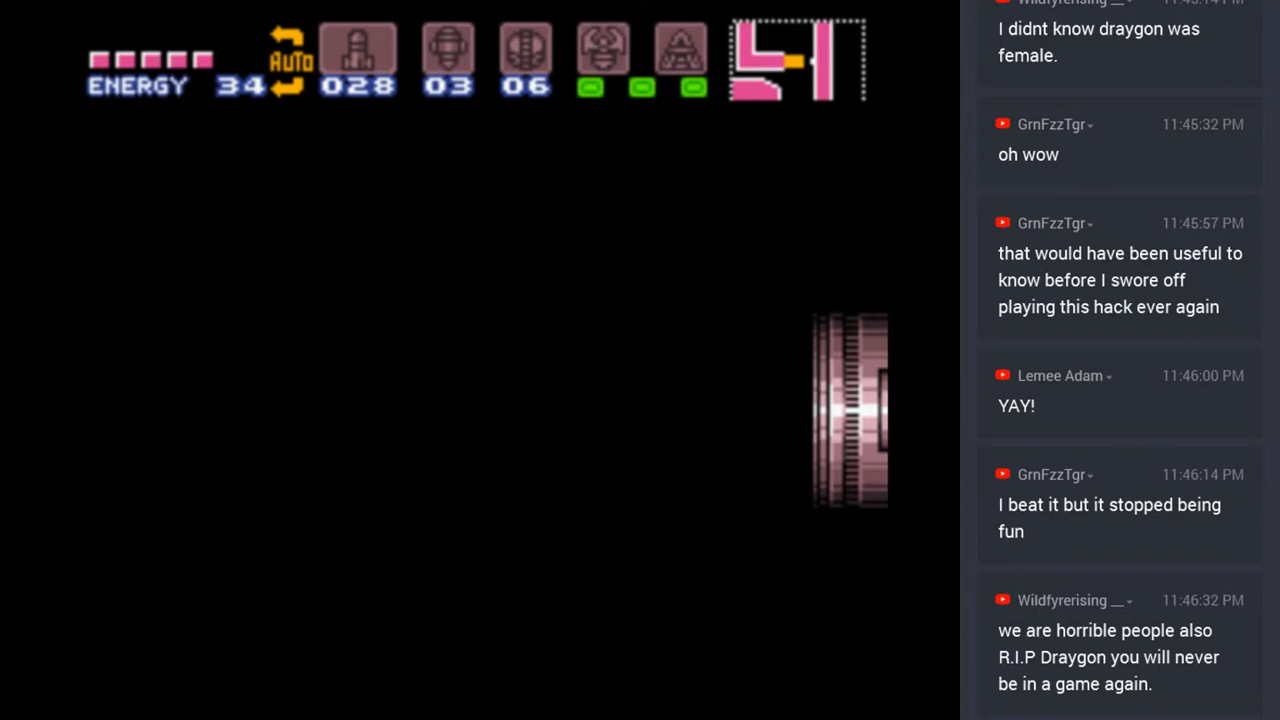 AUTO
ENERGY 34 028 03 06
I didnt know draygon was
female.
GrnFzzTgr 11:45:32 PM
oh wow
GrnFzzTgr 11:45:57 PM
that would have been useful to
know before I swore off
playing this hack ever again
Lemee Adam 11:46:00 PM
YAY!
GrnFzzTgr 11:46:14 PM
I beat it but it stopped being
fun
Wildfyrerising __ 11:46:32 PM
we are horrible people also
R.I.P Draygon you will never
be in a game again.